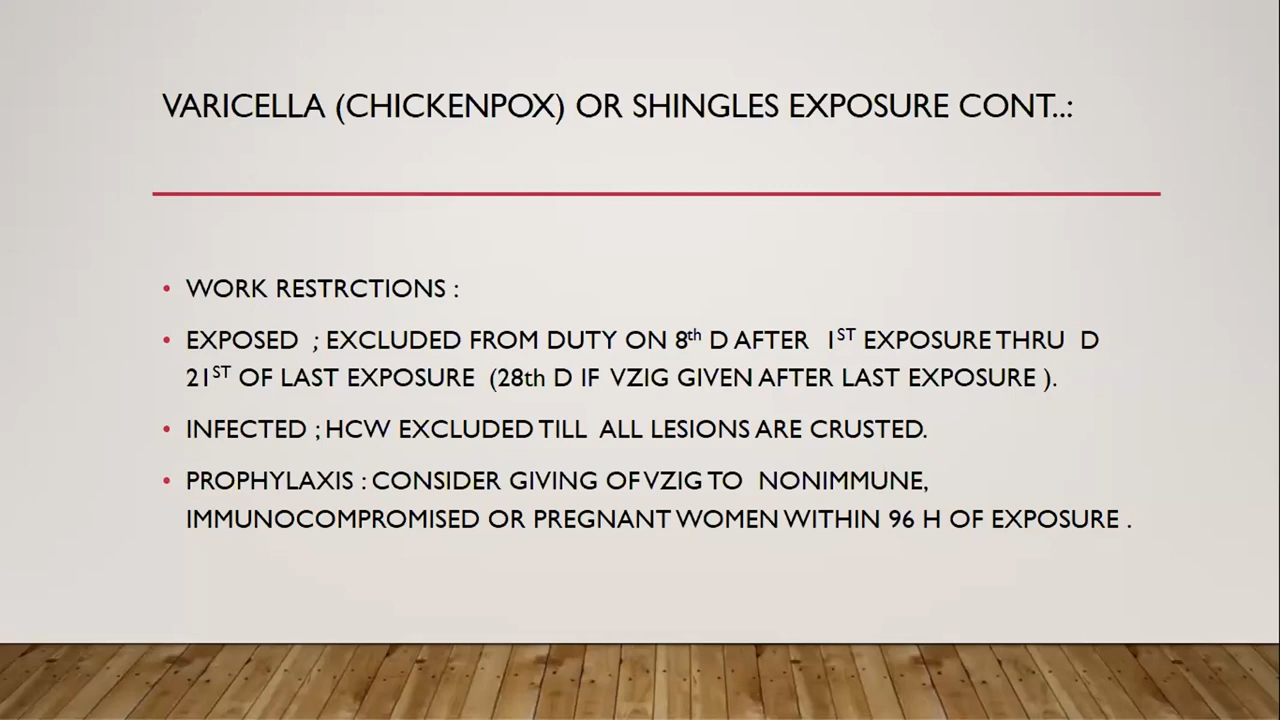 VARICELLA (CHICKENPOX) OR SHINGLES EXPOSURE CONT..:
• WORK RESTRCTIONS :
• EXPOSED ; EXCLUDED FROM DUTY ON 8th D AFTER 1ST EXPOSURE THRU D
21ST OF LAST EXPOSURE (28th D IF VZIG GIVEN AFTER LAST EXPOSURE ).
• INFECTED ; HCW EXCLUDED TILL ALL LESIONS ARE CRUSTED.
• PROPHYLAXIS : CONSIDER GIVING OF VZIG TO NONIMMUNE,
IMMUNOCOMPROMISED OR PREGNANT WOMEN WITHIN 96 H OF EXPOSURE .